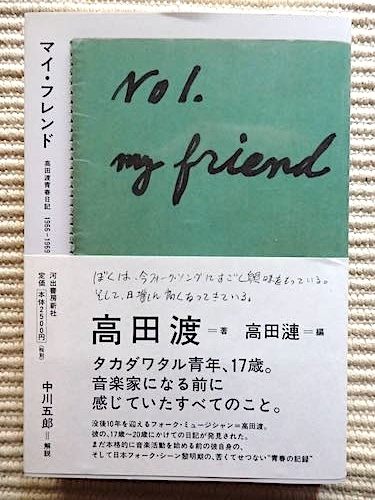 マイ・フレンド
高田渡青春日記 1966-1969
No1.
my friend
河出書房新社
定価 本体2500円(税別)
中川五郎=解説
ぼくは、今フォーク・ソングにすごく興味をもっている。
そして、日増しに高くなってきている。
高田渡=著 高田漣=編
タカダワタル青年、17歳。
音楽家になる前に
感じていたすべてのこと。
没後10年を迎えるフォーク・ミュージシャン=高田渡。
彼の、17歳〜20歳にかけての日記が発見された。
まだ本格的に音楽活動を始める前の彼自身の、
そして日本フォーク・シーン黎明期の、苦くてせつない“青春の記録”